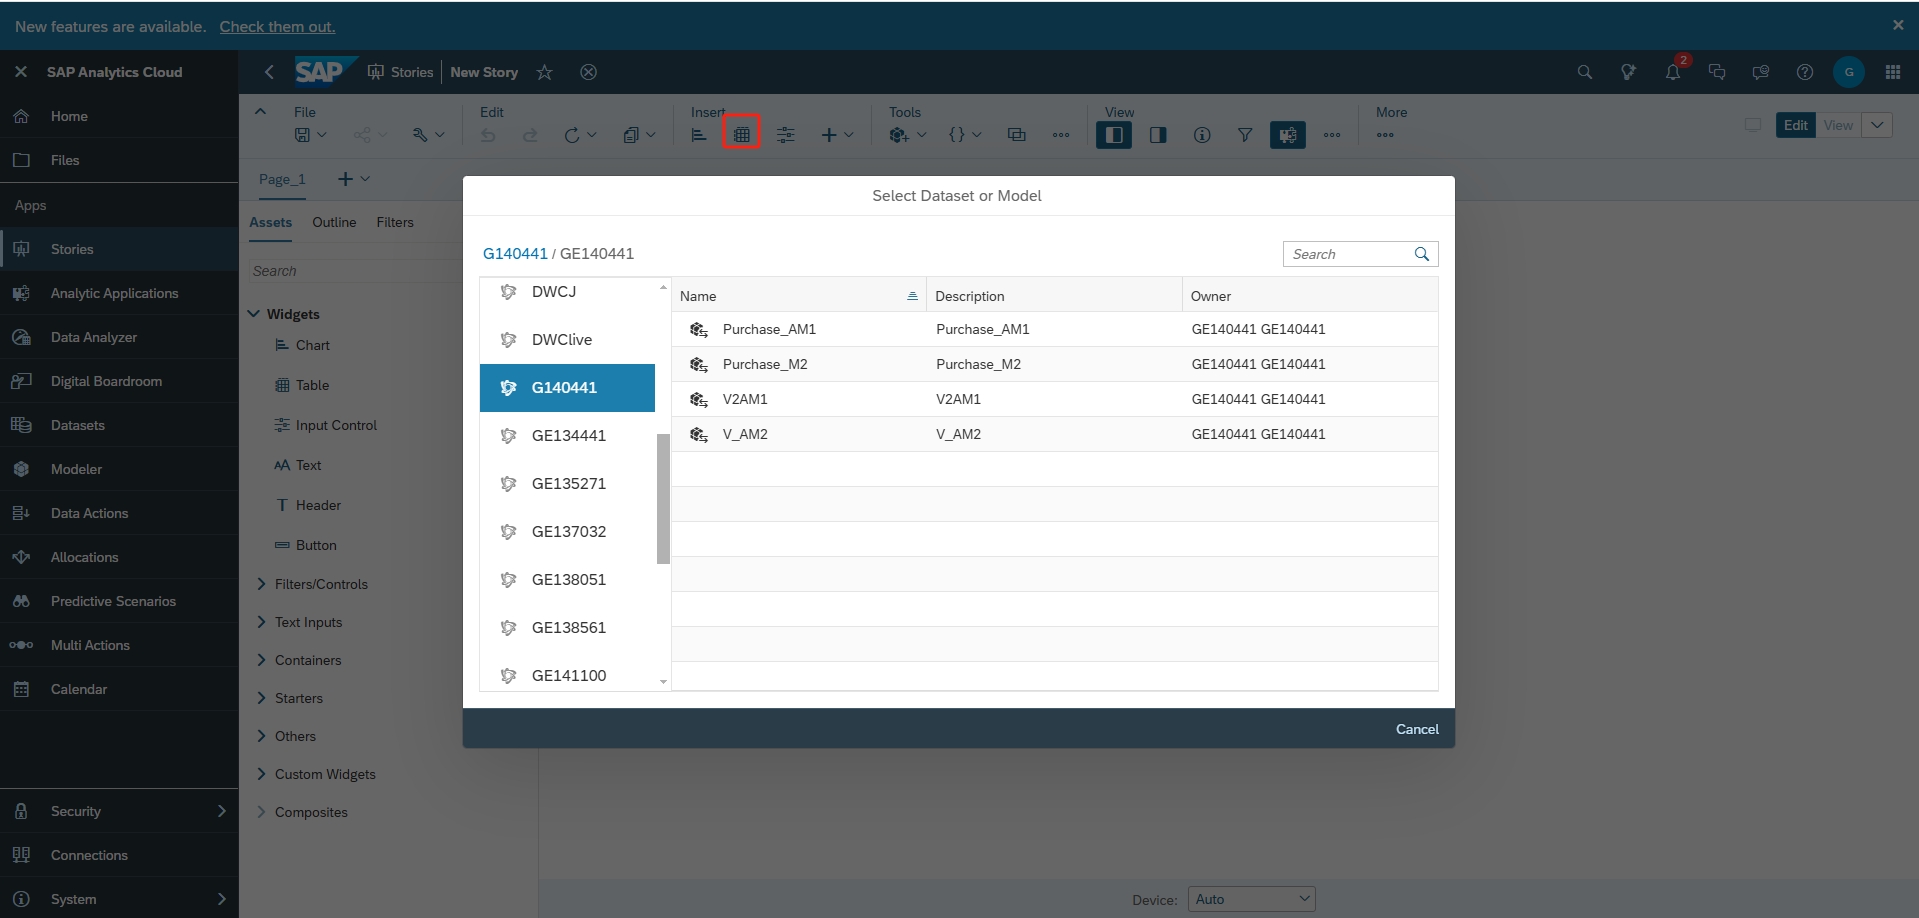 New features are available. Check them out.
SAP Analytics Cloud
SAP Stories New Story
2
G
File Edit Insert Tools View More
Edit View
Home
Files
Apps
Stories
Analytic Applications
Data Analyzer
Digital Boardroom
Datasets
Modeler
Data Actions
Allocations
Predictive Scenarios
Multi Actions
Calendar
Security
Connections
System
Page_1
Assets Outline Filters
Search
Widgets
Chart
Table
Input Control
Text
Header
Button
Filters/Controls
Text Inputs
Containers
Starters
Others
Custom Widgets
Composites
Select Dataset or Model
G140441 / GE140441
Search
DWCJ
DWClive
G140441
GE134441
GE135271
GE137032
GE138051
GE138561
GE141100
Name Description Owner
Purchase_AM1 Purchase_AM1 GE140441 GE140441
Purchase_M2 Purchase_M2 GE140441 GE140441
V2AM1 V2AM1 GE140441 GE140441
V_AM2 V_AM2 GE140441 GE140441
Cancel
Device: Auto